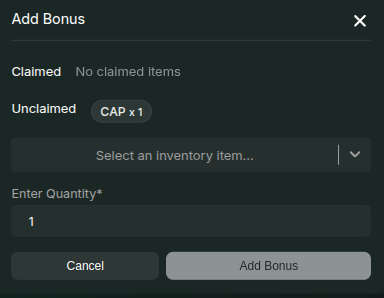 Add Bonus
Claimed No claimed items
Unclaimed CAP x 1
Select an inventory item...
Enter Quantity*
1
Cancel Add Bonus